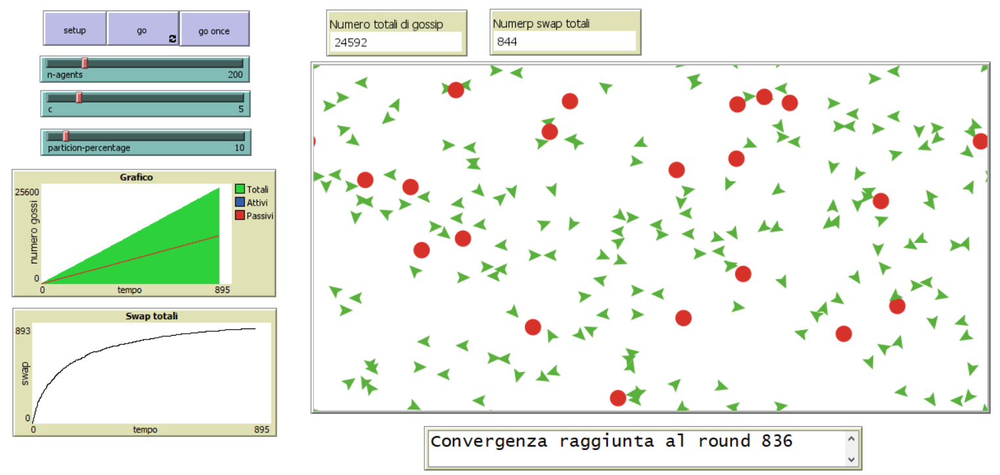 setup
go
go once
n-agents
200
c
5
particion-percentage
10
Numero totali di gossip
24592
Numerp swap totali
844
Grafico
25600
numero gossi
0
0
tempo
895
Totali
Attivi
Passivi
Swap totali
893
swap
0
0
tempo
895
Convergenza raggiunta al round 836